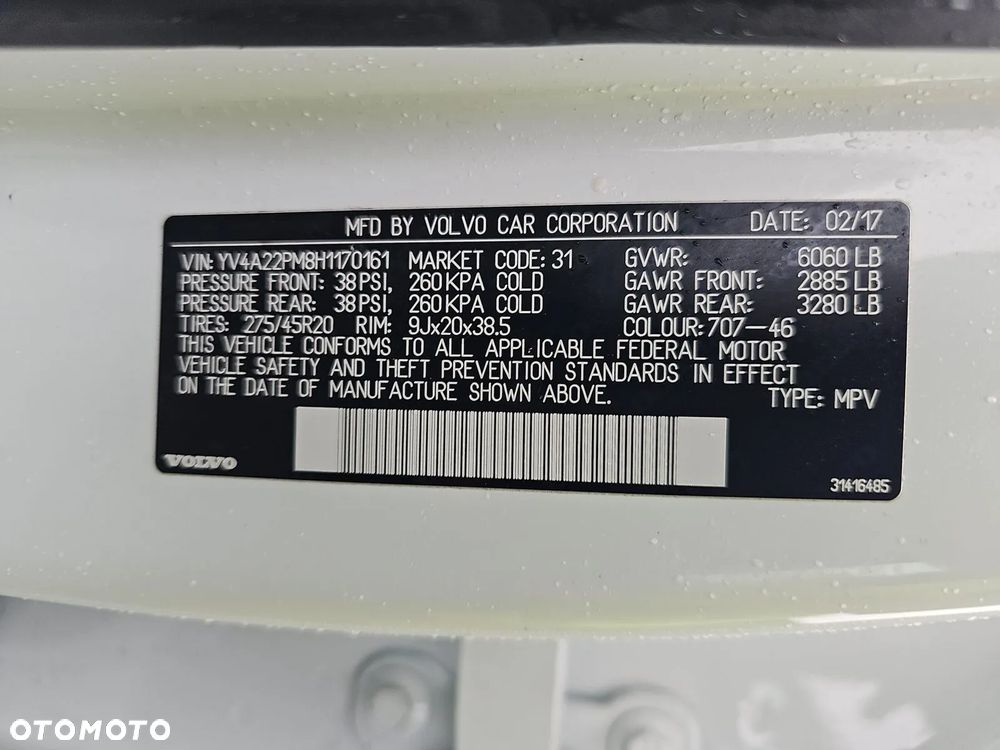 MFD BY VOLVO CAR CORPORATION DATE: 02/17
VIN: YV4A22PM8H1170161 MARKET CODE: 31 GVWR: 6060 LB
PRESSURE FRONT: 38 PSI, 260 KPA COLD GAWR FRONT: 2885 LB
PRESSURE REAR: 38 PSI, 260 KPA COLD GAWR REAR: 3280 LB
TIRES: 275/45R20 RIM: 9Jx20x38.5 COLOUR: 707-46
THIS VEHICLE CONFORMS TO ALL APPLICABLE FEDERAL MOTOR
VEHICLE SAFETY AND THEFT PREVENTION STANDARDS IN EFFECT
ON THE DATE OF MANUFACTURE SHOWN ABOVE. TYPE: MPV
VOLVO
31416485
OTOMOTO